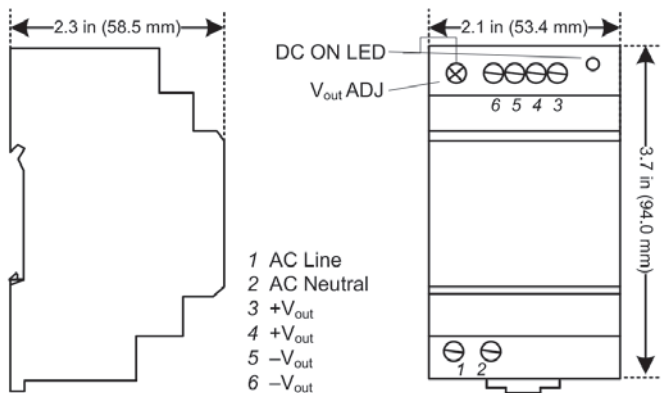 2.3 in (58.5 mm)
2.1 in (53.4 mm)
DC ON LED
Vout ADJ
6 5 4 3
3.7 in (94.0 mm)
1 AC Line
2 AC Neutral
3 +Vout
4 +Vout
5 –Vout
6 –Vout
1 2